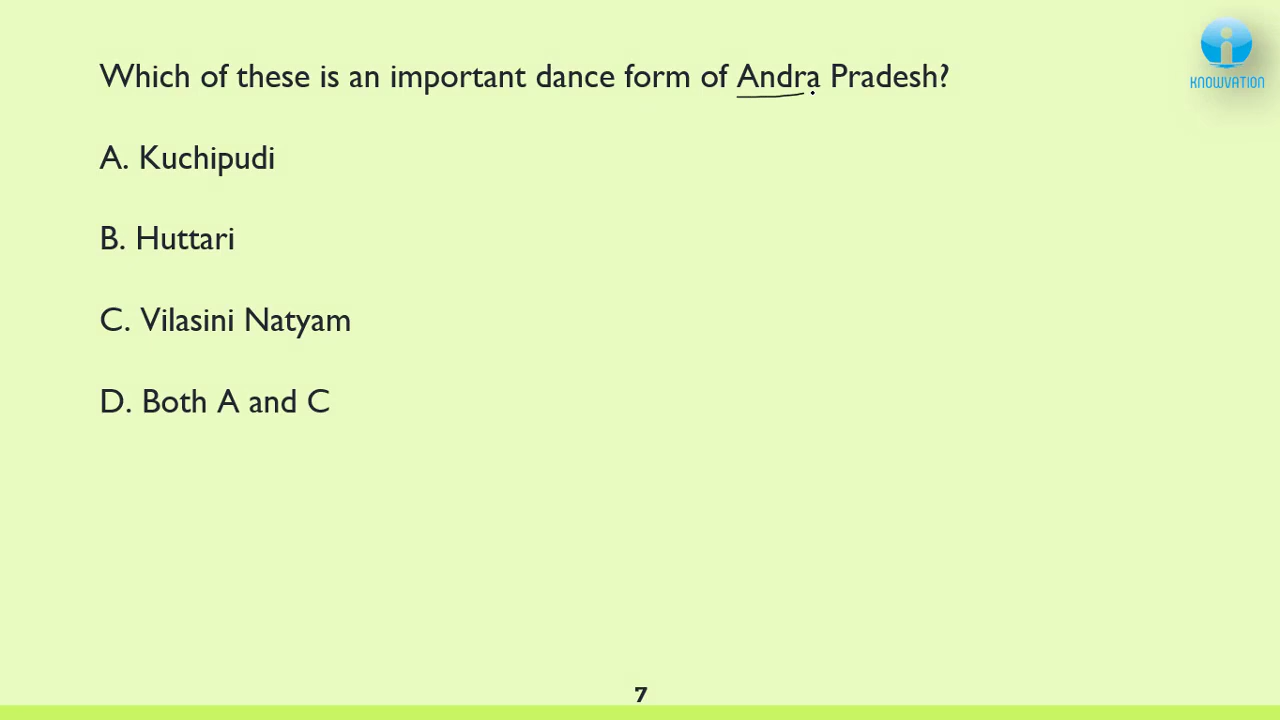 Which of these is an important dance form of Andra Pradesh?
A. Kuchipudi
B. Huttari
C. Vilasini Natyam
D. Both A and C
i
KNOWVATION
7